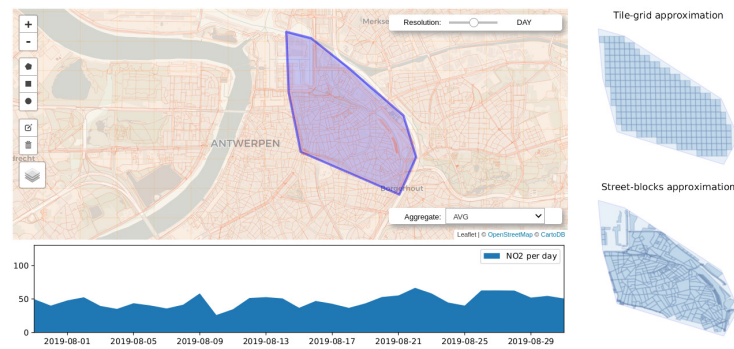 Tile-grid approximation
+
-
'Merkse
Resolution:
DAY
ANTWERPEN
drecht
Borgerhout
Aggregate:
AVG
Leaflet | © OpenStreetMap © CartoDB
Street-blocks approximation
NO2 per day
100
50
0
2019-08-01
2019-08-05
2019-08-09
2019-08-13
2019-08-17
2019-08-21
2019-08-25
2019-08-29